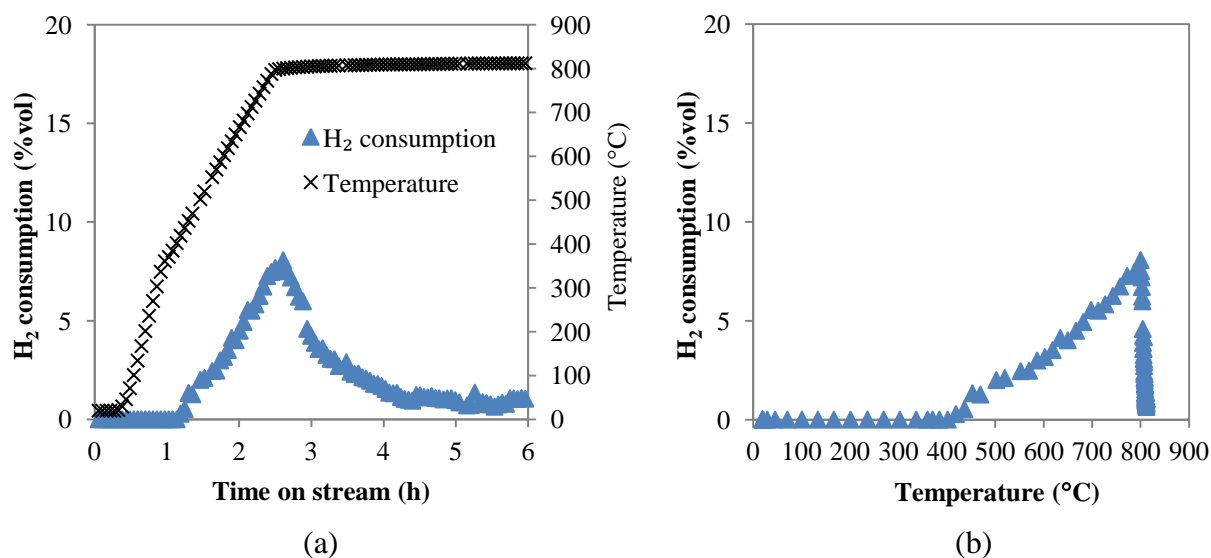 20
15
10
5
0
H₂ consumption (%vol)
900
800
700
600
500
400
300
200
100
0
Temperature (°C)
H₂ consumption
Temperature
0 1 2 3 4 5 6
Time on stream (h)
(a)
20
15
10
5
0
H₂ consumption (%vol)
0 100 200 300 400 500 600 700 800 900
Temperature (°C)
(b)